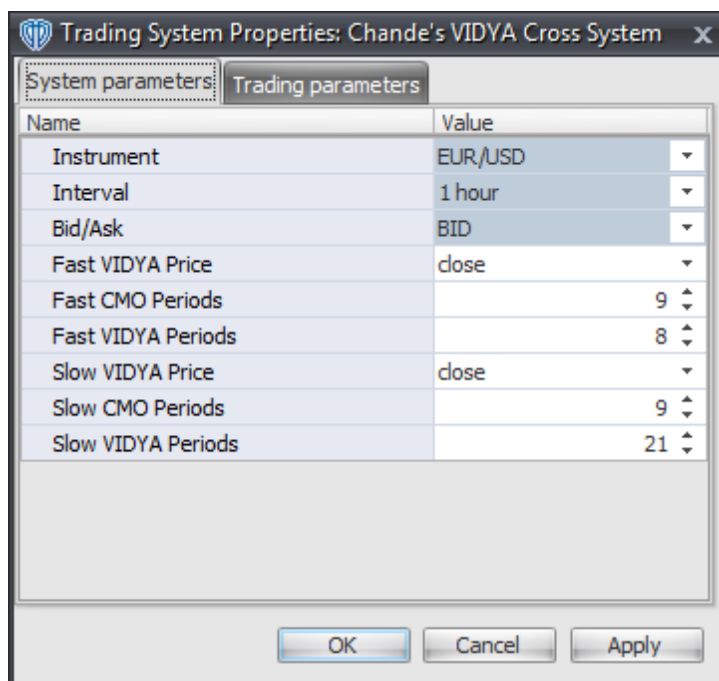 Trading System Properties: Chande's VIDYA Cross System x
System parameters Trading parameters
Name Value
Instrument EUR/USD
Interval 1 hour
Bid/Ask BID
Fast VIDYA Price close
Fast CMO Periods 9
Fast VIDYA Periods 8
Slow VIDYA Price close
Slow CMO Periods 9
Slow VIDYA Periods 21
OK Cancel Apply